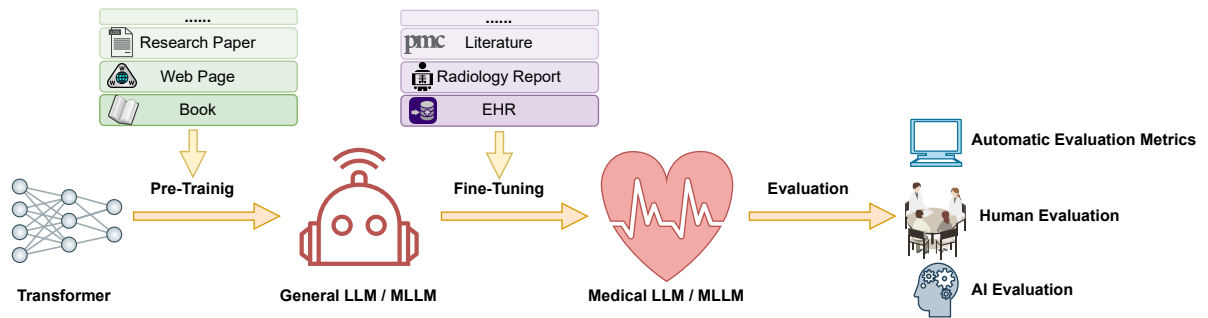 ......
Research Paper
Web Page
W
W W
Book
......
pmc Literature
Radiology Report
EHR
Pre-Trainig
Fine-Tuning
Evaluation
Automatic Evaluation Metrics
Human Evaluation
AI Evaluation
Transformer
General LLM / MLLM
Medical LLM / MLLM